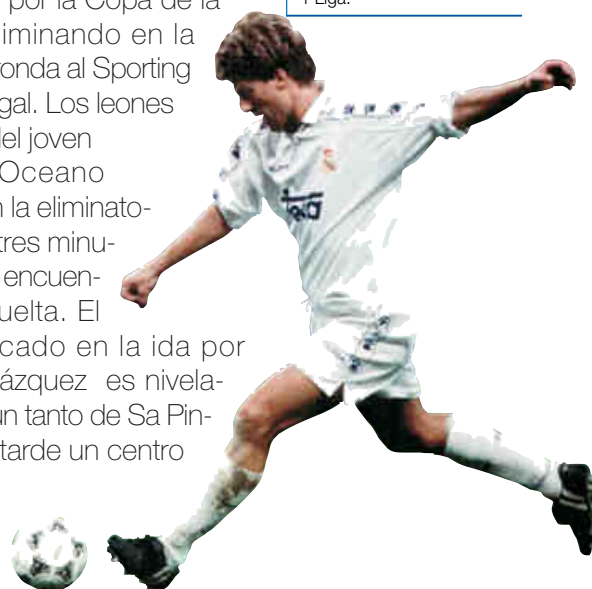 por la Copa de la
iminando en la
ronda al Sporting
gal. Los leones
del joven
Oceano
n la eliminato-
tres minu-
encuen-
uelta. El
cado en la ida por
ázquez es nivela-
un tanto de Sa Pin-
tarde un centro
Liga.
Teka